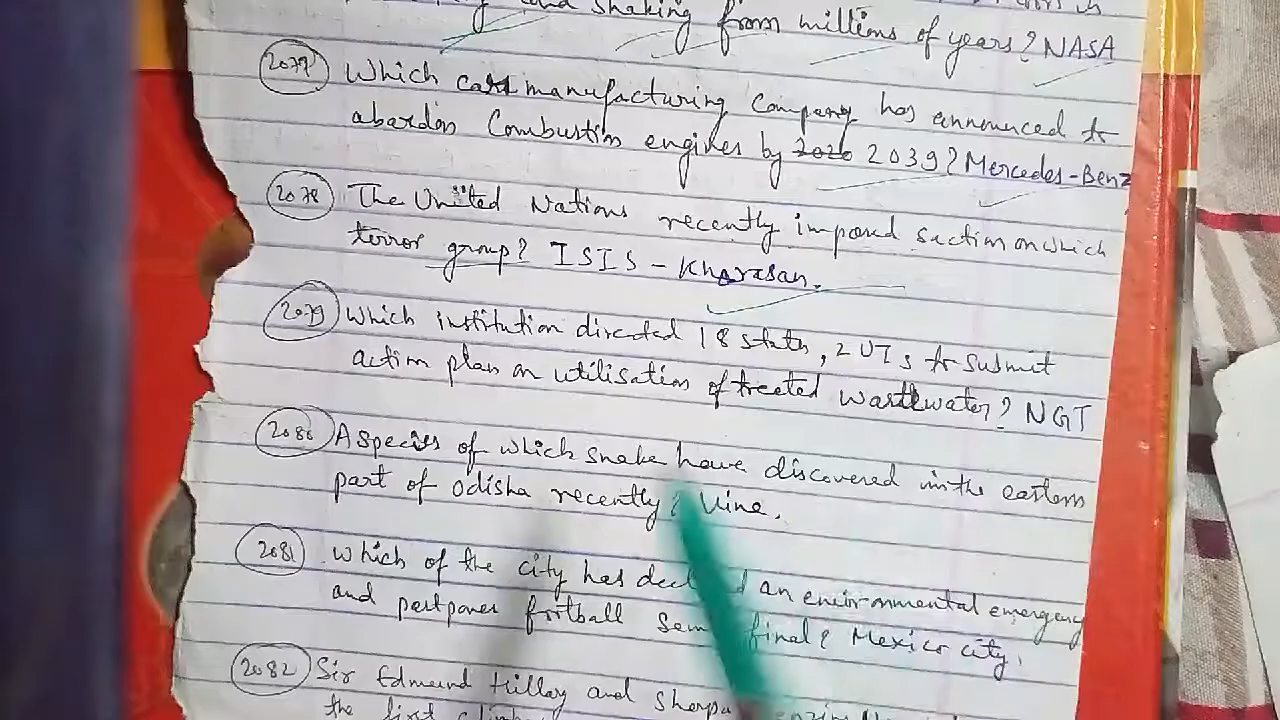 and shaking from millions of years? NASA
2077 Which car manufacturing Company has announced to
abandon Combustion engines by 2020 2039? Mercedes-Benz
2078 The United Nations recently imposed saction on which
terror group? ISIS - Khorasan.
2079 Which institution directed 18 states, 2 UTs to submit
action plan on utilisation of treated wastewater? NGT
2080 A species of which snake have discovered in the eastern
part of Odisha recently? Vine.
2081 Which of the city has an environmental emergency
and postpones football final? Mexico city.
2082 Sir Edmund Hillay and Sherpa
the first